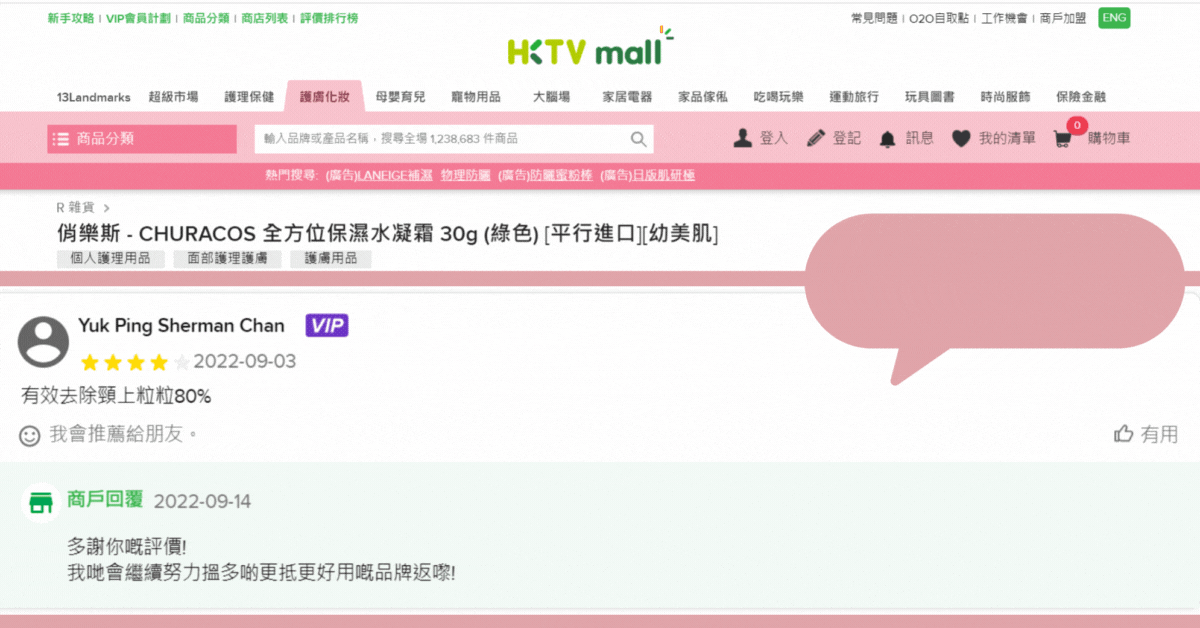 新手攻略 | VIP會員計劃 | 商品分類 | 商店列表 | 評價排行榜
常見問題 | O2O自取點 | 工作機會 | 商戶加盟 ENG
HKTV mall
13Landmarks 超級市場 護理保健 護膚化妝 母嬰育兒 寵物用品 大腦場 家居電器 家品傢俬 吃喝玩樂 運動旅行 玩具圖書 時尚服飾 保險金融
商品分類 輸入品牌或產品名稱，搜尋全場 1,238,683 件商品 登入 登記 訊息 我的清單 0 購物車
熱門搜尋: (廣告)LANEIGE補濕 物理防曬 (廣告)防曬蜜粉棒 (廣告)日版肌研極
R 雜貨 >
俏樂斯 - CHURACOS 全方位保濕水凝霜 30g (綠色) [平行進口][幼美肌]
個人護理用品 面部護理護膚 護膚用品
Yuk Ping Sherman Chan VIP
2022-09-03
有效去除頸上粒粒80%
我會推薦給朋友。
有用
商戶回覆 2022-09-14
多謝你嘅評價!
我哋會繼續努力搵多啲更抵更好用嘅品牌返嚟!